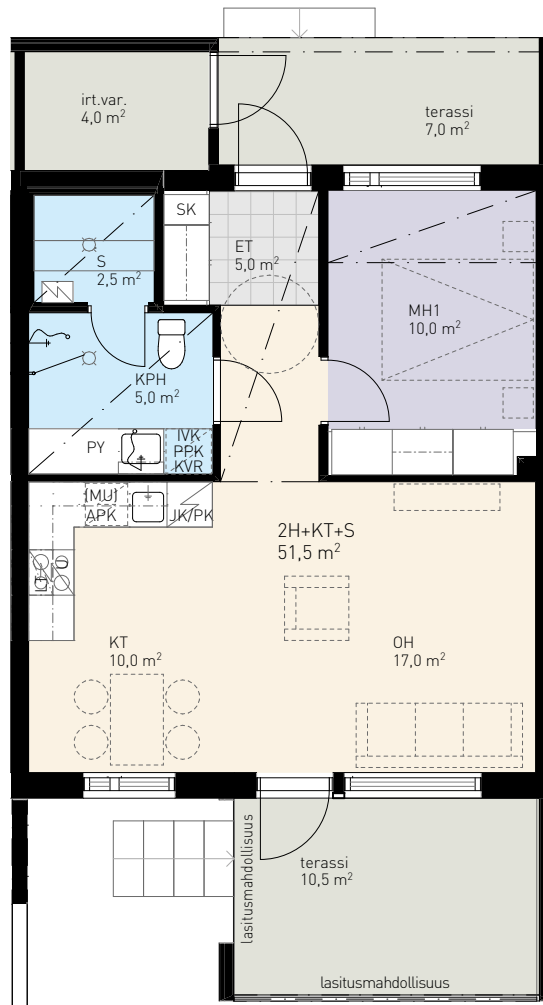 irt.var.
4,0 m²
terassi
7,0 m²
SK
ET
5,0 m²
S
2,5 m²
MH1
10,0 m²
KPH
5,0 m²
PY
IVK
PPK
KVR
(MU)
APK
JK/PK
2H+KT+S
51,5 m²
LT
U
KT
10,0 m²
OH
17,0 m²
lasitusmahdollisuus
terassi
10,5 m²
lasitusmahdollisuus